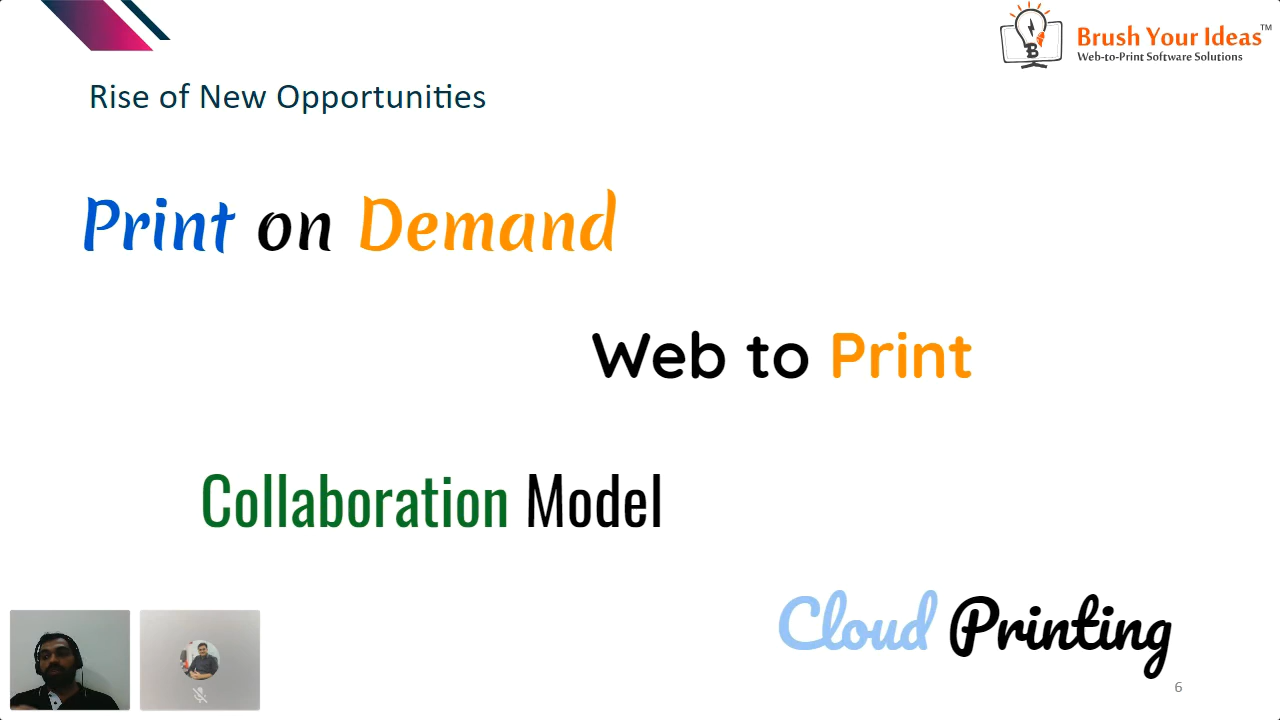 Brush Your Ideas™
Web-to-Print Software Solutions
Rise of New Opportunities
Print on Demand
Web to Print
Collaboration Model
Cloud Printing
6